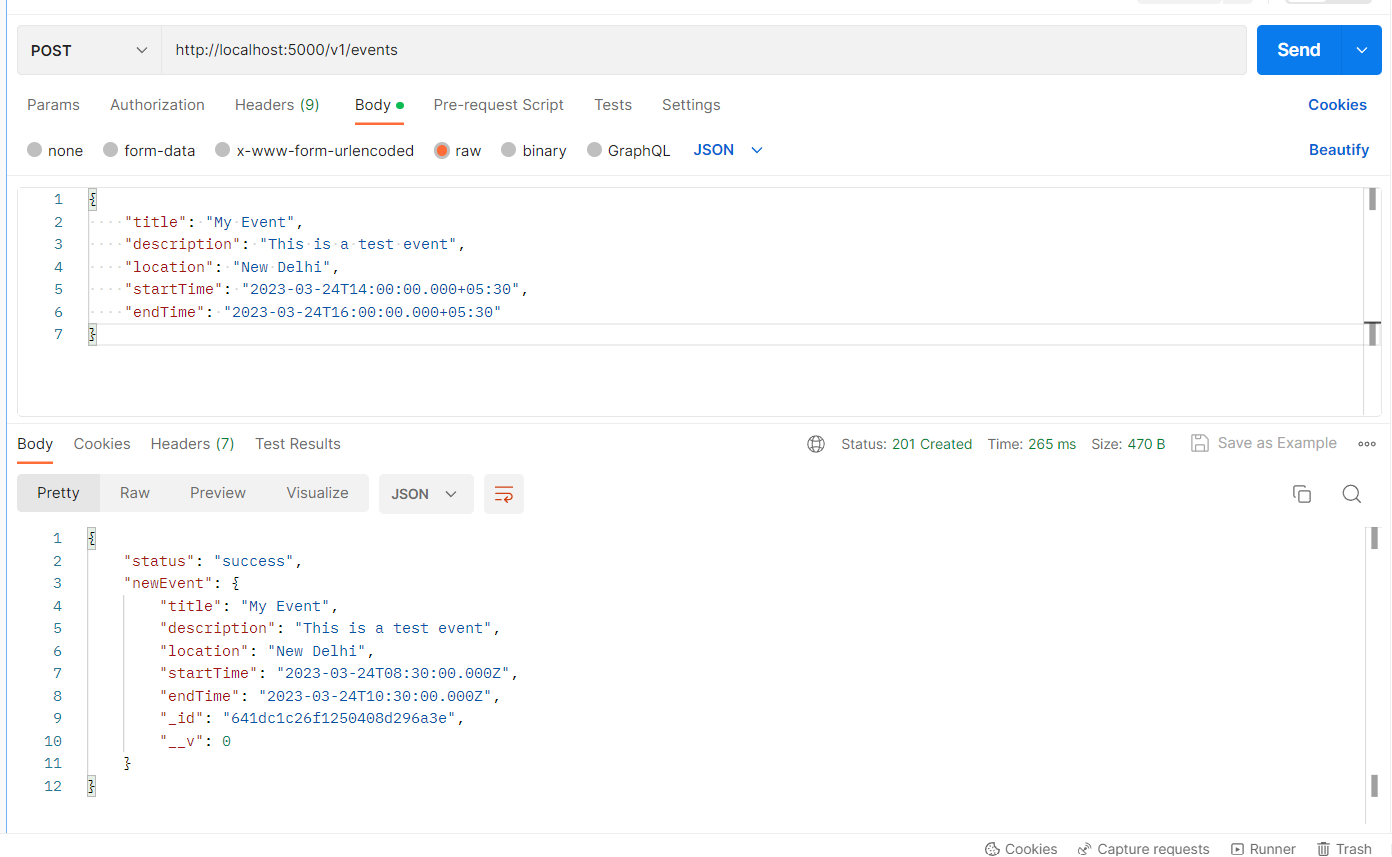 POST http://localhost:5000/v1/events Send
Params Authorization Headers (9) Body Pre-request Script Tests Settings Cookies
none form-data x-www-form-urlencoded raw binary GraphQL JSON Beautify
1 {
2 "title": "My Event",
3 "description": "This is a test event",
4 "location": "New Delhi",
5 "startTime": "2023-03-24T14:00:00.000+05:30",
6 "endTime": "2023-03-24T16:00:00.000+05:30"
7 }
Body Cookies Headers (7) Test Results Status: 201 Created Time: 265 ms Size: 470 B Save as Example
Pretty Raw Preview Visualize JSON
1 {
2 "status": "success",
3 "newEvent": {
4 "title": "My Event",
5 "description": "This is a test event",
6 "location": "New Delhi",
7 "startTime": "2023-03-24T08:30:00.000Z",
8 "endTime": "2023-03-24T10:30:00.000Z",
9 "_id": "641dc1c26f1250408d296a3e",
10 "__v": 0
11 }
12 }
Cookies Capture requests Runner Trash